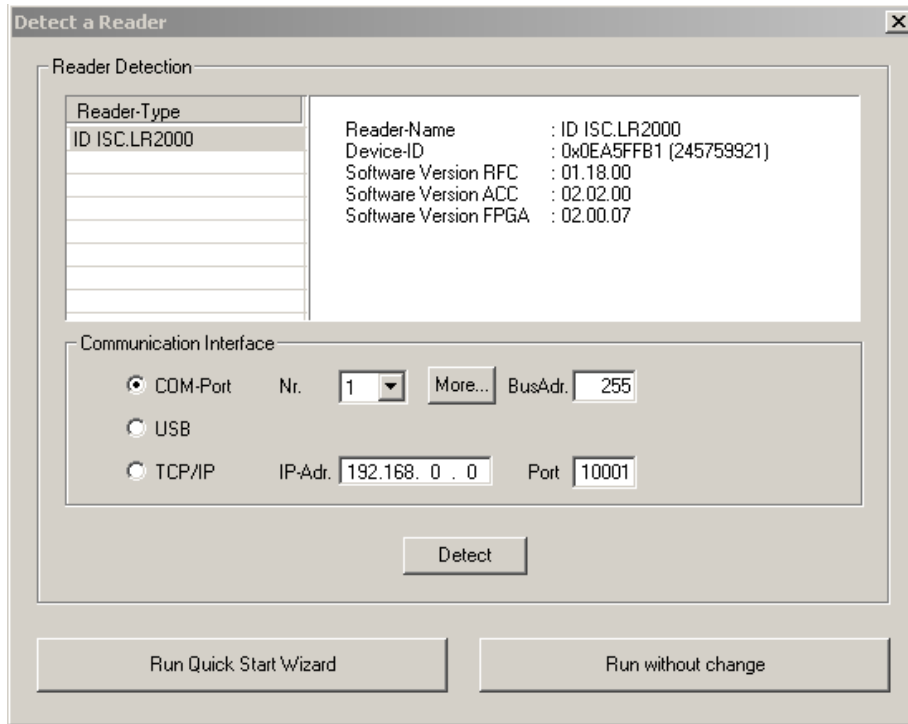 Detect a Reader
Reader Detection
Reader-Type
ID ISC.LR2000
Reader-Name : ID ISC.LR2000
Device-ID : 0x0EA5FFB1 (245759921)
Software Version RFC : 01.18.00
Software Version ACC : 02.02.00
Software Version FPGA : 02.00.07
Communication Interface
COM-Port Nr. 1 More... BusAdr. 255
USB
TCP/IP IP-Adr. 192.168. 0 . 0 Port 10001
Detect
Run Quick Start Wizard Run without change